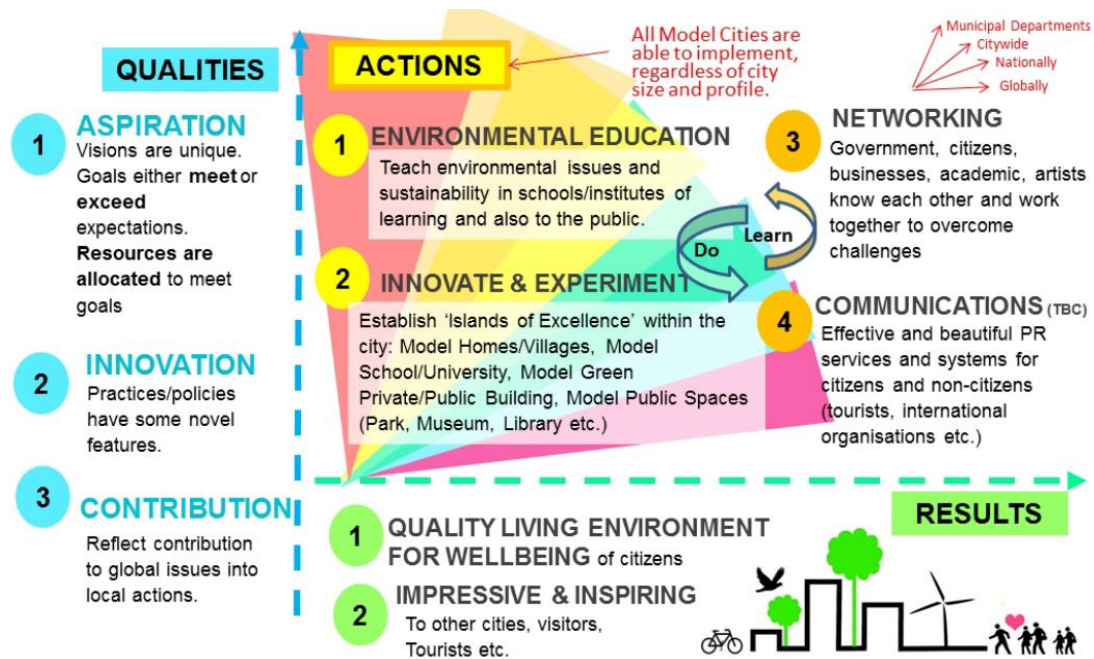 QUALITIES
1
ASPIRATION
Visions are unique.
Goals either meet or
exceed
expectations.
Resources are
allocated to meet
goals
2
INNOVATION
Practices/policies
have some novel
features.
3
CONTRIBUTION
Reflect contribution
to global issues into
local actions.
ACTIONS
All Model Cities are
able to implement,
regardless of city
size and profile.
1
ENVIRONMENTAL EDUCATION
Teach environmental issues and
sustainability in schools/institutes of
learning and also to the public.
2
INNOVATE & EXPERIMENT
Establish ‘Islands of Excellence’ within the
city: Model Homes/Villages, Model
School/University, Model Green
Private/Public Building, Model Public Spaces
(Park, Museum, Library etc.)
Do
Learn
Municipal Departments
Citywide
Nationally
Globally
3
NETWORKING
Government, citizens,
businesses, academic, artists
know each other and work
together to overcome
challenges
4
COMMUNICATIONS (TBC)
Effective and beautiful PR
services and systems for
citizens and non-citizens
(tourists, international
organisations etc.)
RESULTS
1
QUALITY LIVING ENVIRONMENT
FOR WELLBEING of citizens
2
IMPRESSIVE & INSPIRING
To other cities, visitors,
Tourists etc.